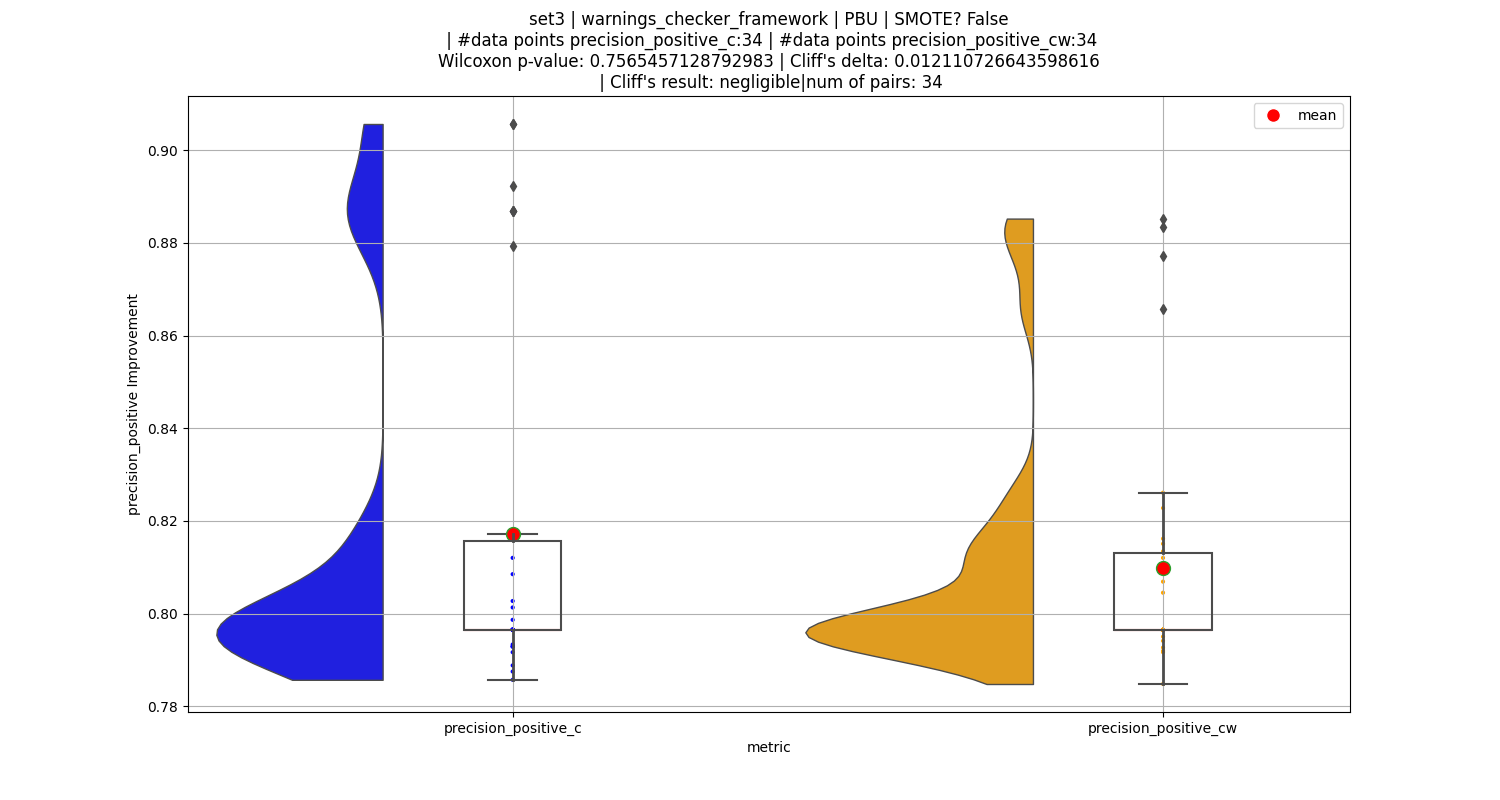 set3 | warnings_checker_framework | PBU | SMOTE? False
| #data points precision_positive_c:34 | #data points precision_positive_cw:34
Wilcoxon p-value: 0.7565457128792983 | Cliff's delta: 0.012110726643598616
| Cliff's result: negligible|num of pairs: 34
mean
0.90
0.88
0.86
0.84
0.82
0.80
0.78
precision_positive Improvement
precision_positive_c
precision_positive_cw
metric